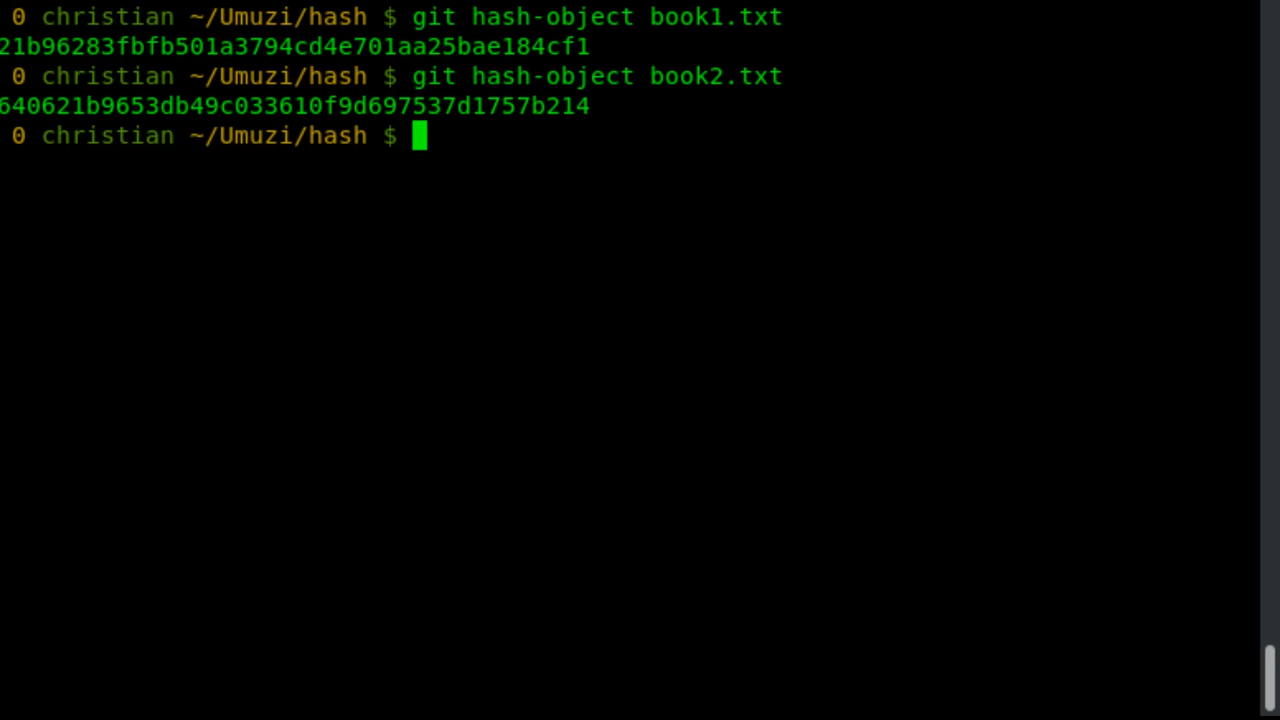 0 christian ~/Umuzi/hash $ git hash-object book1.txt
21b96283fbfb501a3794cd4e701aa25bae184cf1
0 christian ~/Umuzi/hash $ git hash-object book2.txt
640621b9653db49c033610f9d697537d1757b214
0 christian ~/Umuzi/hash $